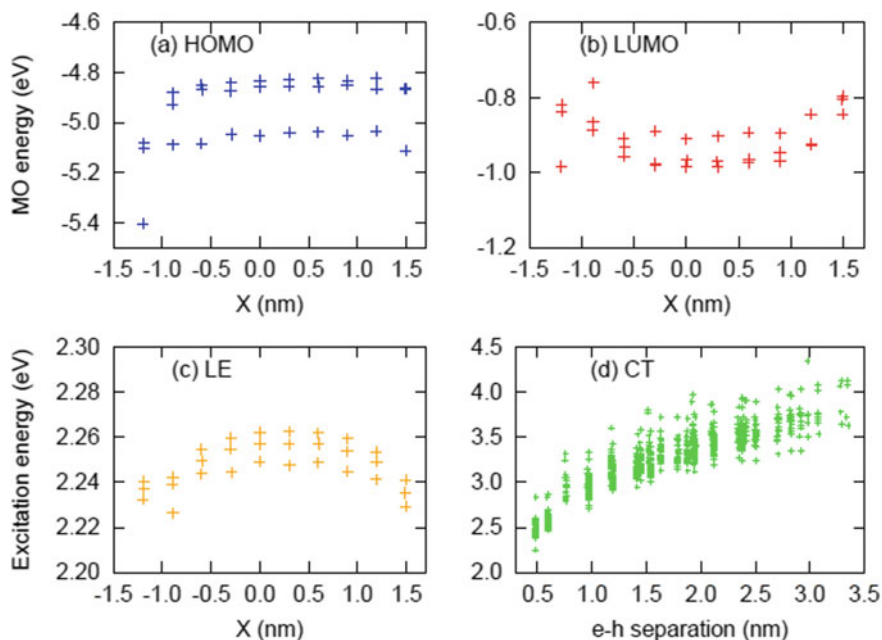 (a) HOMO
MO energy (eV)
-4.6
-4.8
-5.0
-5.2
-5.4
-1.5 -1.0 -0.5 0.0 0.5 1.0 1.5
X (nm)
(b) LUMO
-0.6
-0.8
-1.0
-1.2
-1.5 -1.0 -0.5 0.0 0.5 1.0 1.5
X (nm)
(c) LE
Excitation energy (eV)
2.30
2.28
2.26
2.24
2.22
2.20
-1.5 -1.0 -0.5 0.0 0.5 1.0 1.5
X (nm)
(d) CT
4.5
4.0
3.5
3.0
2.5
2.0
0.5 1.0 1.5 2.0 2.5 3.0 3.5
e-h separation (nm)